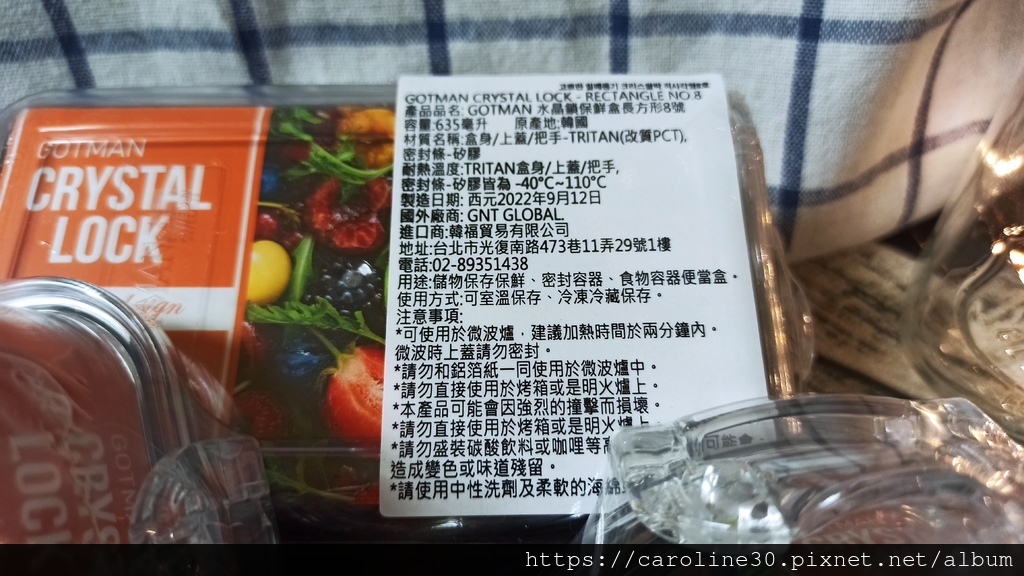 GOTMAN
CRYSTAL
LOCK
GOTMAN CRYSTAL LOCK - RECTANGLE NO.8
產品品名: GOTMAN 水晶鎖保鮮盒長方形8號
容量:635毫升 原產地:韓國
材質名稱:盒身/上蓋/把手-TRITAN(改質PCT),
密封條-矽膠
耐熱溫度:TRITAN盒身/上蓋/把手,
密封條-矽膠皆為 -40°C~110°C
製造日期: 西元2022年9月12日
國外廠商: GNT GLOBAL.
進口商:韓福貿易有限公司
地址:台北市光復南路473巷11弄29號1樓
電話:02-89351438
用途:儲物保存保鮮、密封容器、食物容器便當盒。
使用方式:可室溫保存、冷凍冷藏保存。
注意事項:
*可使用於微波爐，建議加熱時間於兩分鐘內。
微波時上蓋請勿密封。
*請勿和鋁箔紙一同使用於微波爐中。
*請勿直接使用於烤箱或是明火爐上。
*本產品可能會因強烈的撞擊而損壞。
*請勿直接使用於烤箱或是明火爐上
*請勿盛裝碳酸飲料或咖哩等高
造成變色或味道殘留。
*請使用中性洗劑及柔軟的海綿
可能會
GOTMAN
CRYS
LOCK
https://caroline30.pixnet.net/album